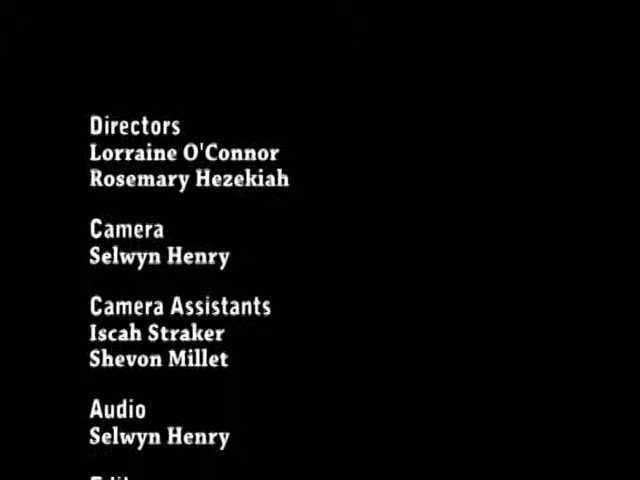 Directors
Lorraine O'Connor
Rosemary Hezekiah
Camera
Selwyn Henry
Camera Assistants
Iscah Straker
Shevon Millet
Audio
Selwyn Henry